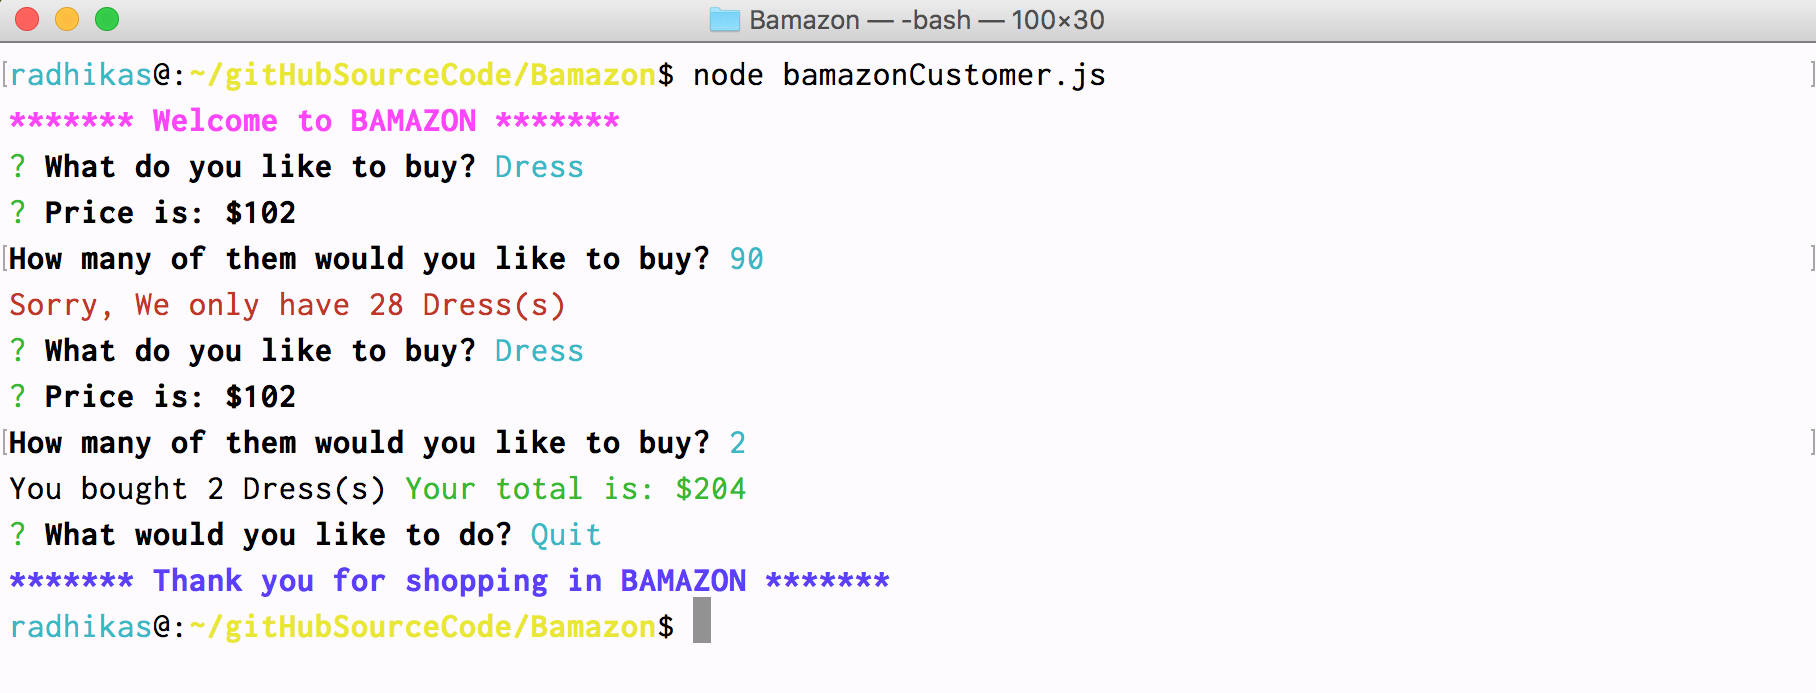 Bamazon — -bash — 100×30
[radhikas@:~/gitHubSourceCode/Bamazon$ node bamazonCustomer.js ]
******* Welcome to BAMAZON *******
? What do you like to buy? Dress
? Price is: $102
[How many of them would you like to buy? 90 ]
Sorry, We only have 28 Dress(s)
? What do you like to buy? Dress
? Price is: $102
[How many of them would you like to buy? 2 ]
You bought 2 Dress(s) Your total is: $204
? What would you like to do? Quit
******* Thank you for shopping in BAMAZON *******
radhikas@:~/gitHubSourceCode/Bamazon$